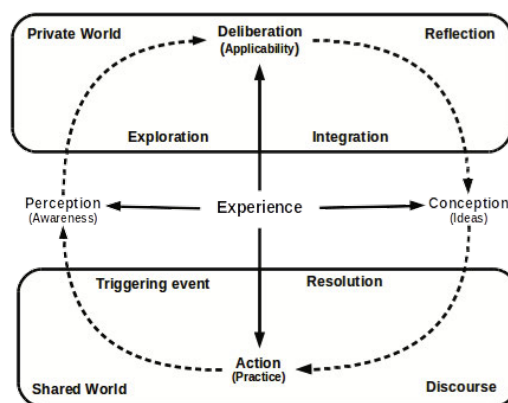 Private World
Deliberation
(Applicability)
Reflection
Exploration
Integration
Perception
(Awareness)
Experience
Conception
(Ideas)
Triggering event
Resolution
Action
(Practice)
Shared World
Discourse